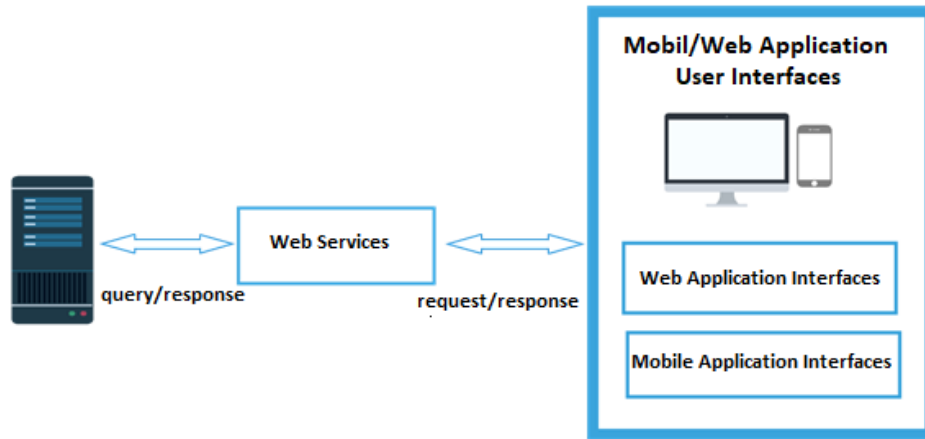 Mobil/Web Application
User Interfaces
Web Services
query/response
request/response
Web Application Interfaces
Mobile Application Interfaces